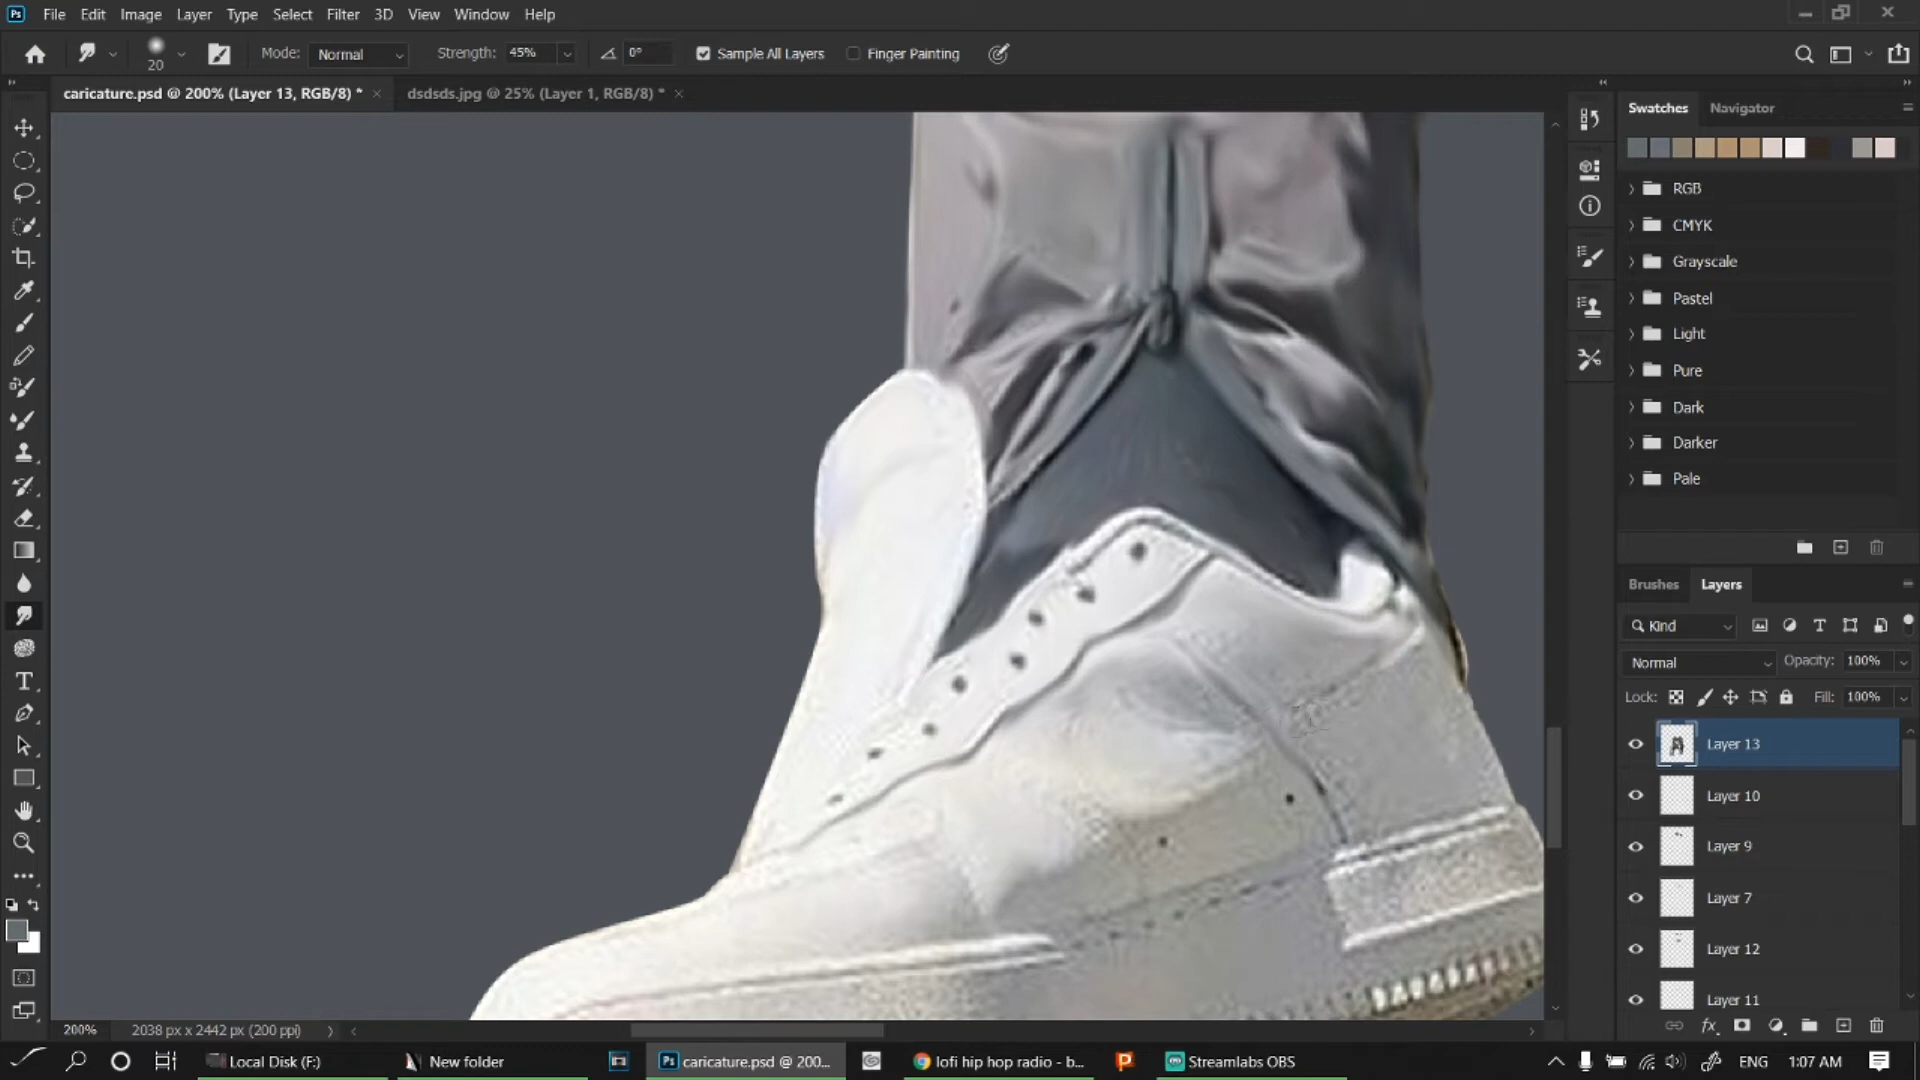 Ps File Edit Image Layer Type Select Filter 3D View Window Help
20 Mode: Normal Strength: 45% 0° Sample All Layers Finger Painting
caricature.psd @ 200% (Layer 13, RGB/8) * × dsdsds.jpg @ 25% (Layer 1, RGB/8) * ×
Swatches Navigator
RGB
CMYK
Grayscale
Pastel
Light
Pure
Dark
Darker
Pale
Brushes Layers
Kind
Normal Opacity: 100%
Lock: Fill: 100%
Layer 13
Layer 10
Layer 9
Layer 7
Layer 12
Layer 11
200% 2038 px x 2442 px (200 ppi)
Local Disk (F:) New folder Ps caricature.psd @ 200... lofi hip hop radio - b... Streamlabs OBS ENG 1:07 AM